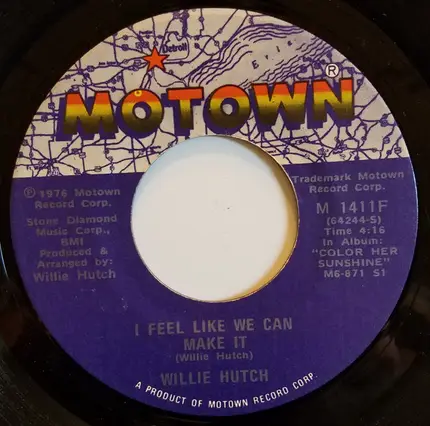 Detroit
Erie
MOTOWN®
℗ 1976 Motown
Record Corp.
Stone Diamond
Music Corp.,
BMI
Produced &
Arranged by:
Willie Hutch
Trademark Motown
Record Corp.
M 1411F
(64244-S)
Time 4:16
In Album:
"COLOR HER
SUNSHINE"
M6-871 S1
I FEEL LIKE WE CAN
MAKE IT
(Willie Hutch)
WILLIE HUTCH
A PRODUCT OF MOTOWN RECORD CORP.